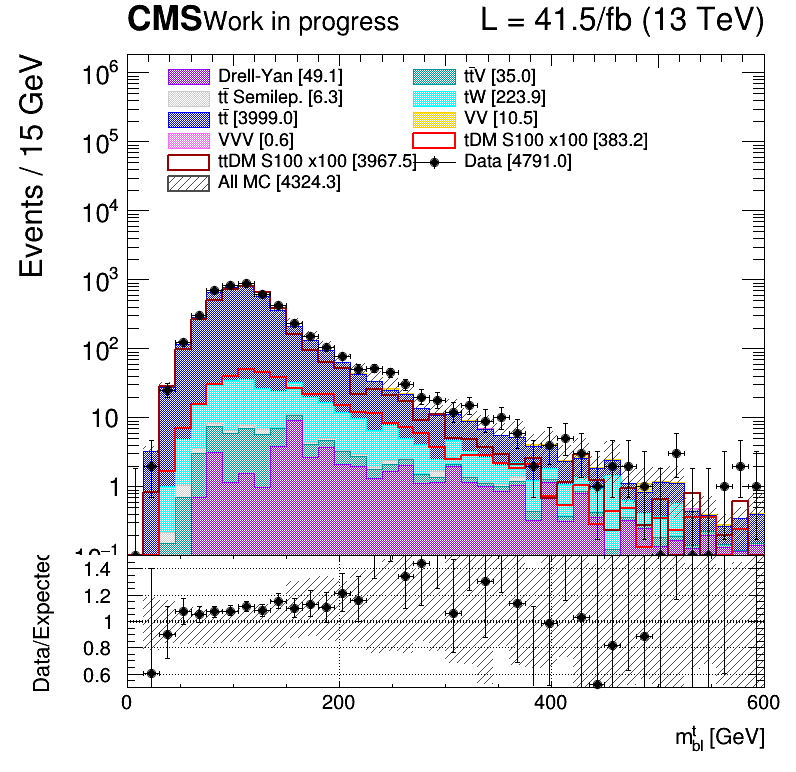 CMS Work in progress L = 41.5/fb (13 TeV)
Events / 15 GeV
10⁶
10⁵
10⁴
10³
10²
10
1
10⁻¹
Drell-Yan [49.1] tt̄V [35.0]
tt̄ Semilep. [6.3] tW [223.9]
tt̄ [3999.0] VV [10.5]
VVV [0.6] tDM S100 x100 [383.2]
ttDM S100 x100 [3967.5] Data [4791.0]
All MC [4324.3]
Data/Expected
1.4
1.2
1
0.8
0.6
0 200 400 600
m^t_bl [GeV]